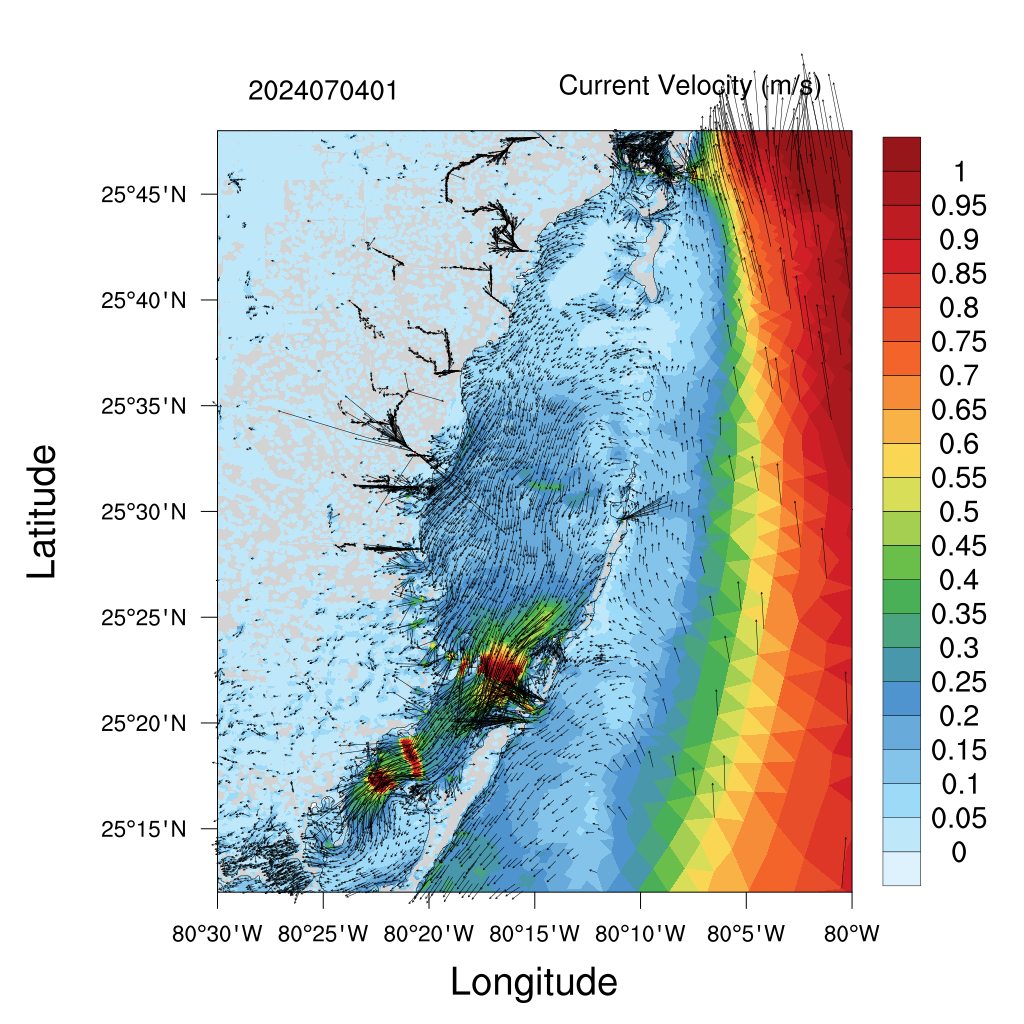 2024070401
Current Velocity (m/s)
Latitude
25°45'N
25°40'N
25°35'N
25°30'N
25°25'N
25°20'N
25°15'N
80°30'W 80°25'W 80°20'W 80°15'W 80°10'W 80°5'W 80°W
Longitude
1
0.95
0.9
0.85
0.8
0.75
0.7
0.65
0.6
0.55
0.5
0.45
0.4
0.35
0.3
0.25
0.2
0.15
0.1
0.05
0